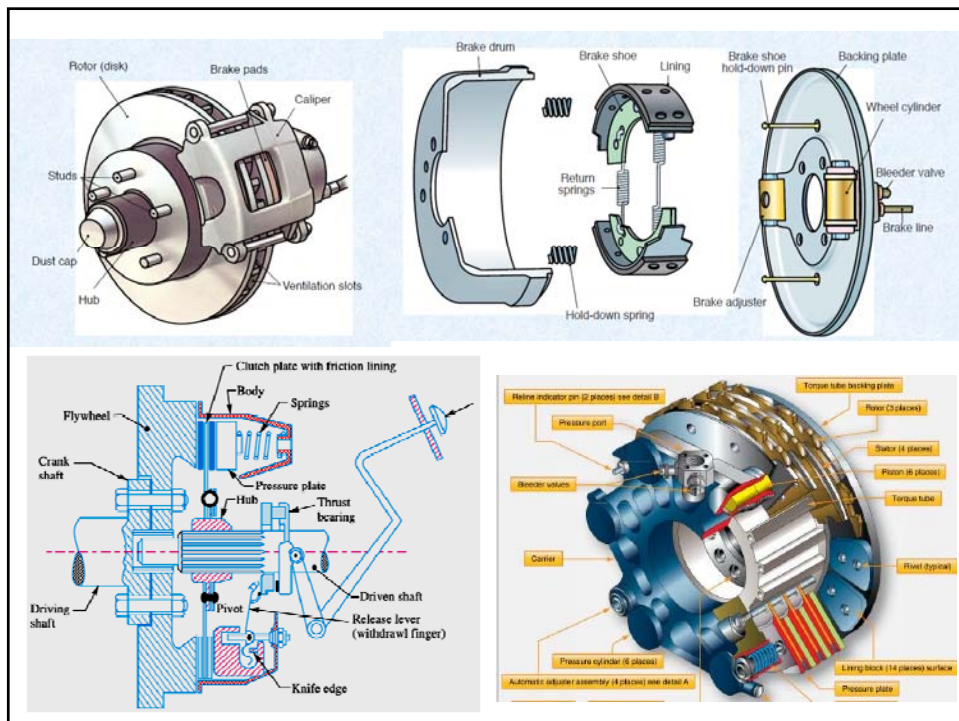 Rotor (disk)
Brake pads
Caliper
Studs
Dust cap
Hub
Ventilation slots
Brake drum
Brake shoe
Lining
Return
springs
Hold-down spring
Brake shoe
hold-down pin
Backing plate
Wheel cylinder
Bleeder valve
Brake line
Brake adjuster
Clutch plate with friction lining
Body
Springs
Flywheel
Crank
shaft
Pressure plate
Hub
Thrust
bearing
Driving
shaft
Pivot
Driven shaft
Release lever
(withdrawl finger)
Knife edge
Reline indicator pin (2 places) see detail B
Pressure port
Bleeder valves
Carrier
Pressure cylinder (6 places)
Automatic adjuster assembly (4 places) see detail A
Torque tube backing plate
Rotor (3 places)
Stator (4 places)
Piston (6 places)
Torque tube
Rivet (typical)
Lining block (14 places) surface
Pressure plate